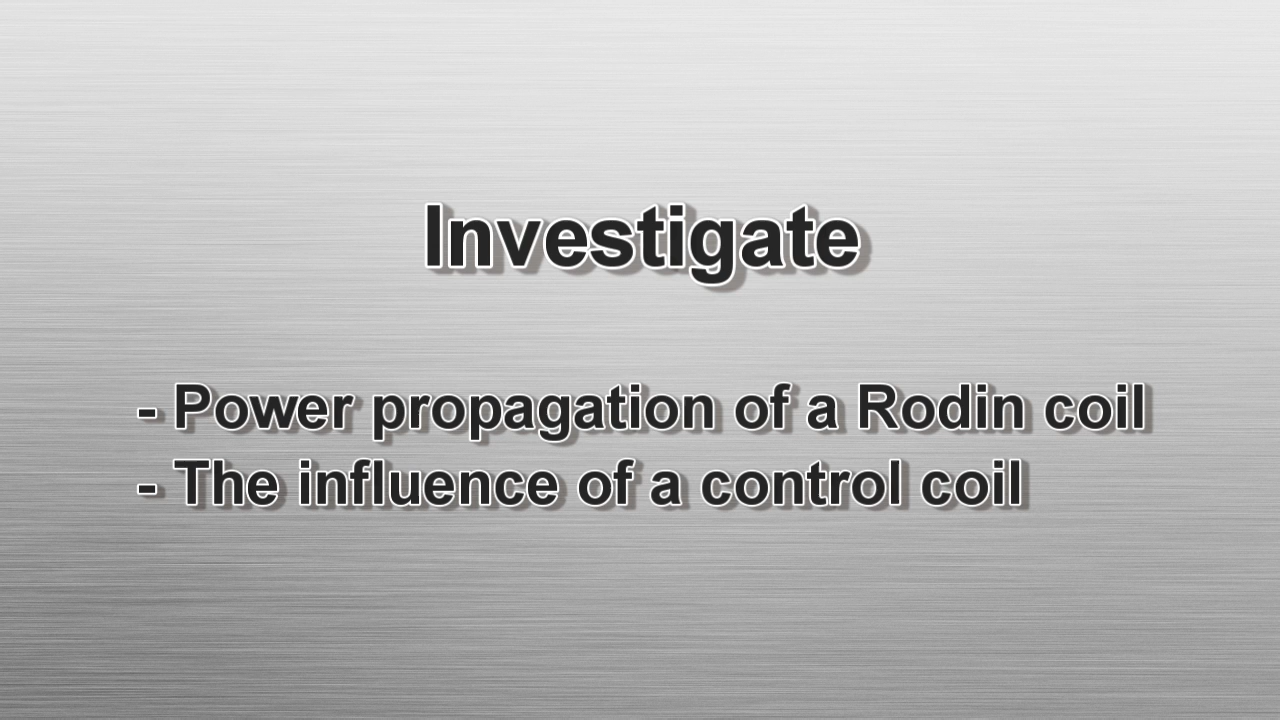 Investigate
- Power propagation of a Rodin coil
- The influence of a control coil